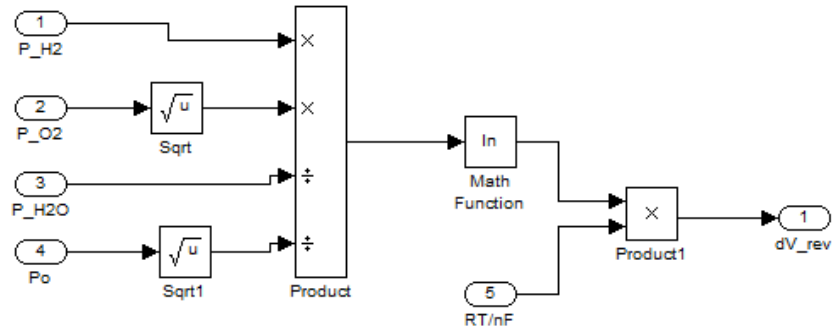 1
P_H2
×
2
P_O2
√u
Sqrt
×
3
P_H2O
÷
4
Po
√u
Sqrt1
÷
Product
ln
Math
Function
5
RT/nF
×
Product1
1
dV_rev